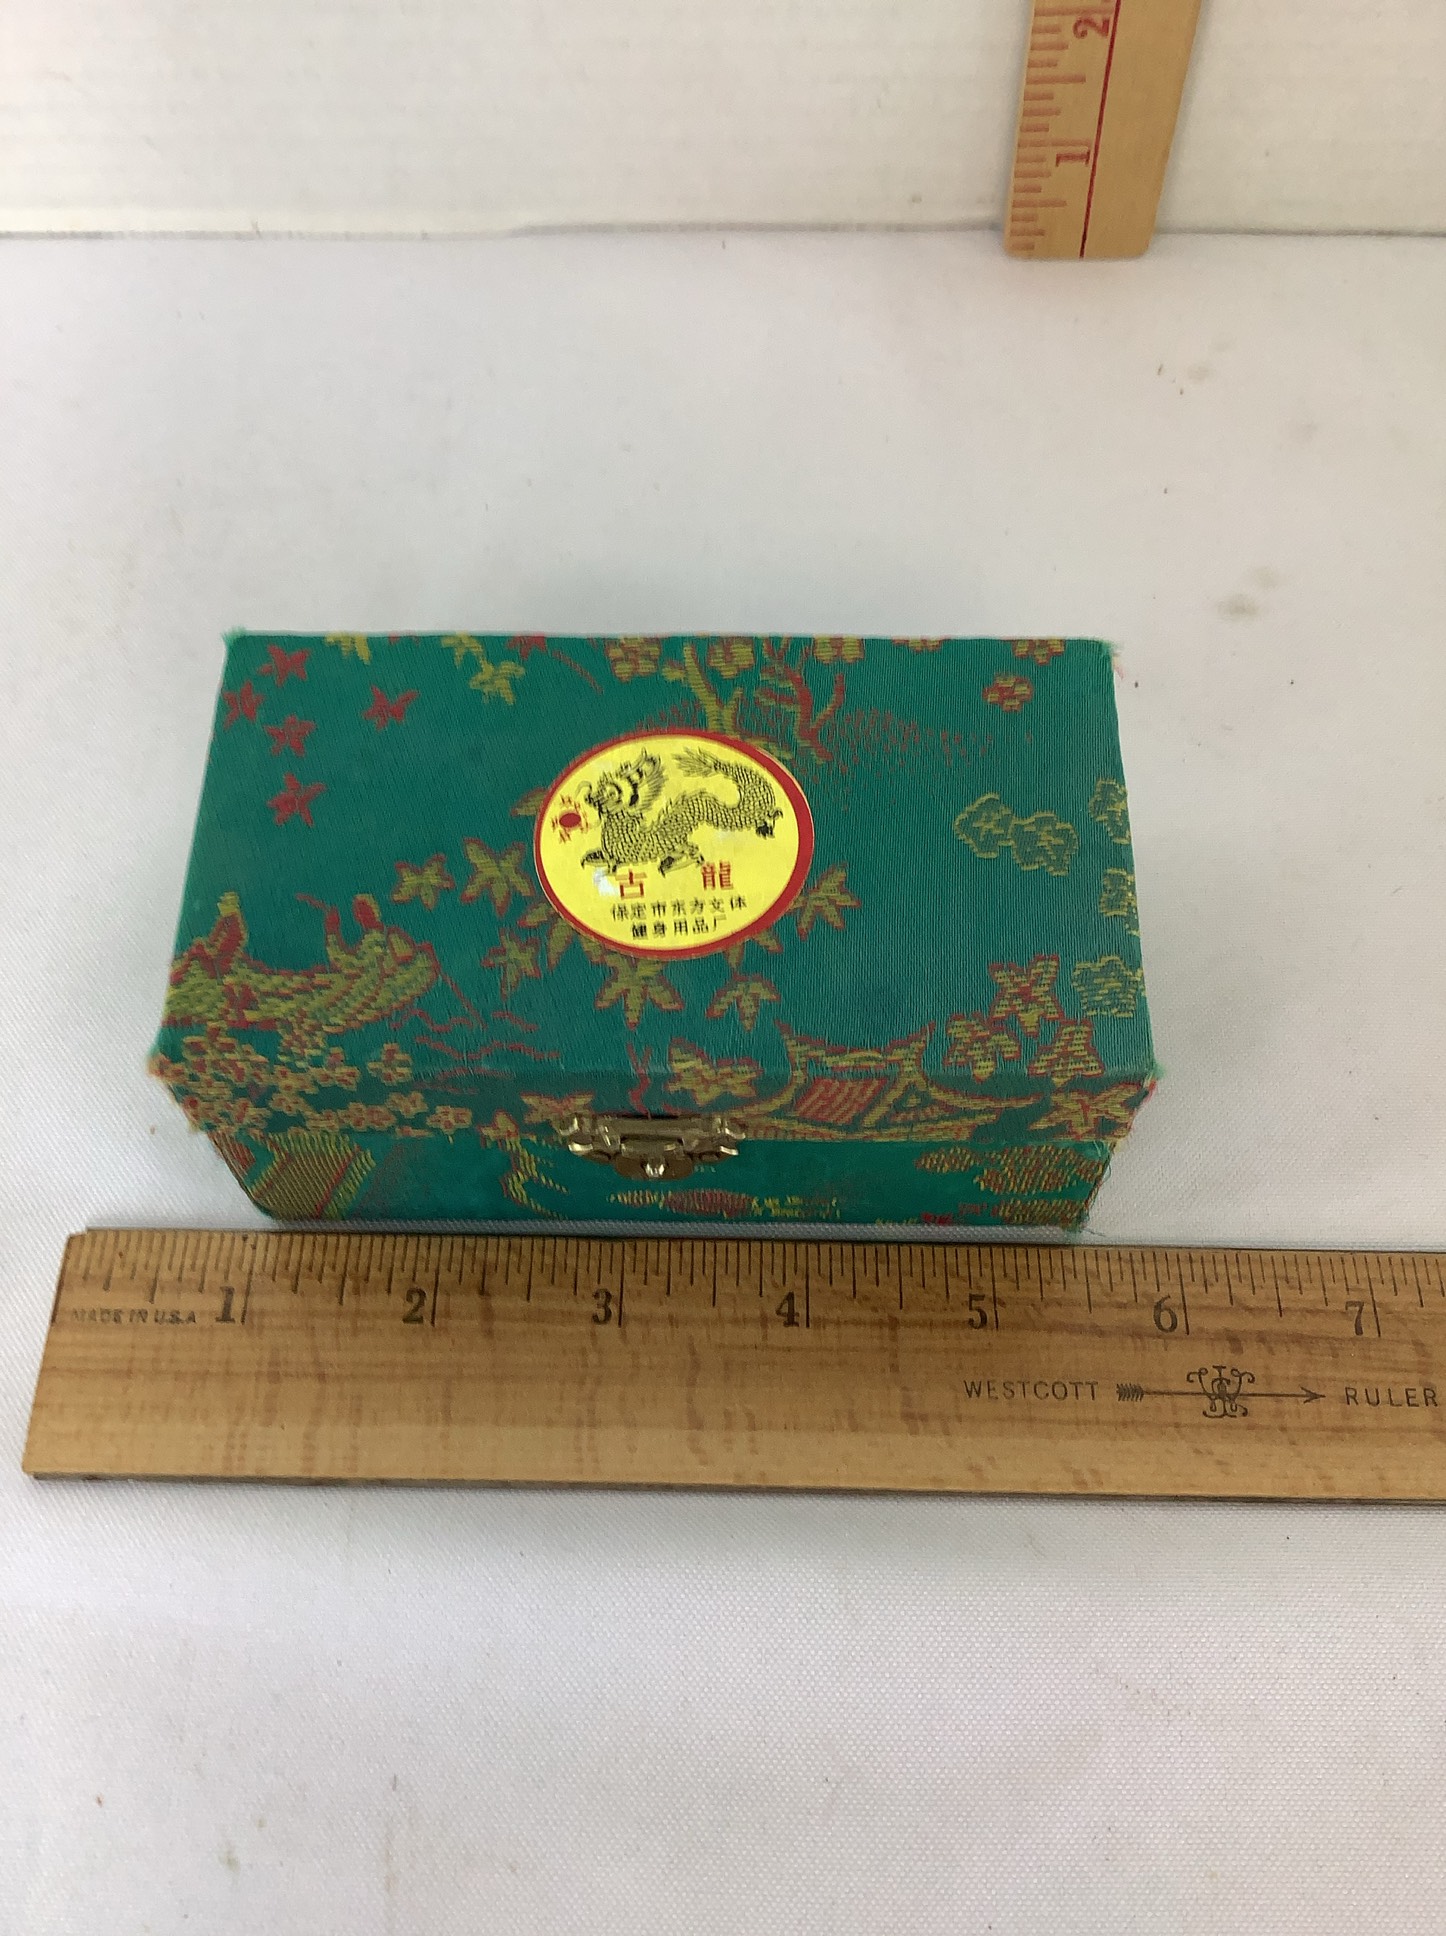 2
1
古 龍
保定市东方文体
健身用品厂
1 2 3 4 5 6 7
MADE IN U.S.A
WESTCOTT RULER